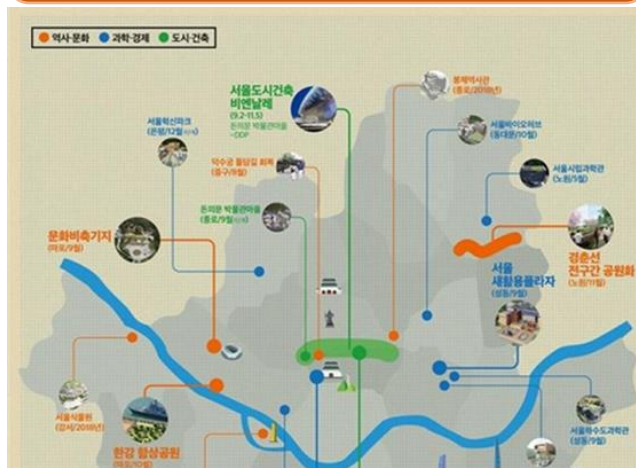 역사·문화
과학·경제
도시·건축
서울도시건축
비엔날레
(9.2-11.5)
돈의문 박물관마을
~DDP
봉제역사관
(종로/2018년)
서울혁신파크
(은평/12월
서울바이오허브
(동대문/10월)
덕수궁 돌담길 회복
(중구/8월)
서울시립과학관
(노원/5월)
돈의문 박물관마을
(종로/9월
문화비축기지
(마포/9월)
경춘선
전구간 공원화
(노원/11월)
서울
새활용플라자
(성동/9월)
서울식물원
(강서/2018년)
한강 함상공원
(마포/10월)
서울하수도과학관
(성동/9월)